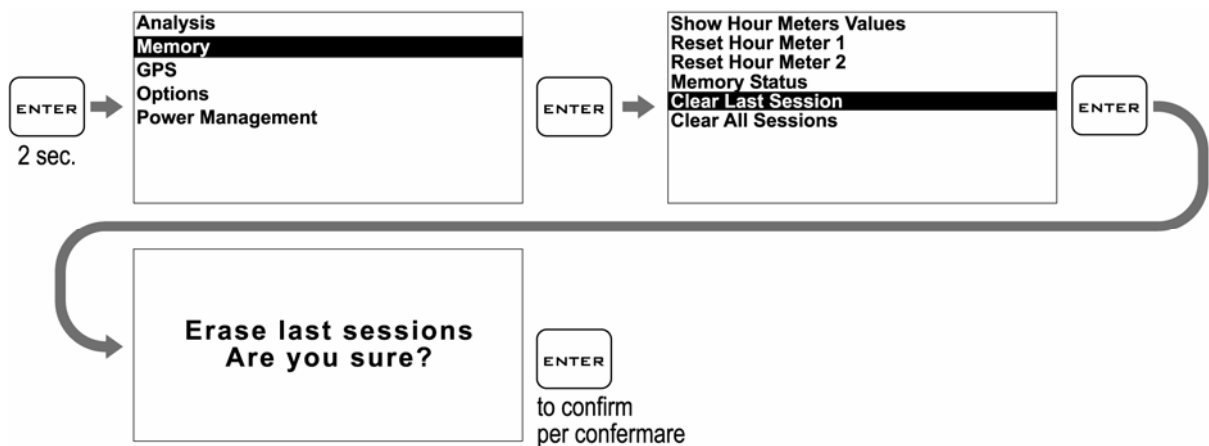 ENTER
2 sec.
Analysis
Memory
GPS
Options
Power Management
ENTER
Show Hour Meters Values
Reset Hour Meter 1
Reset Hour Meter 2
Memory Status
Clear Last Session
Clear All Sessions
ENTER
Erase last sessions
Are you sure?
ENTER
to confirm
per confermare